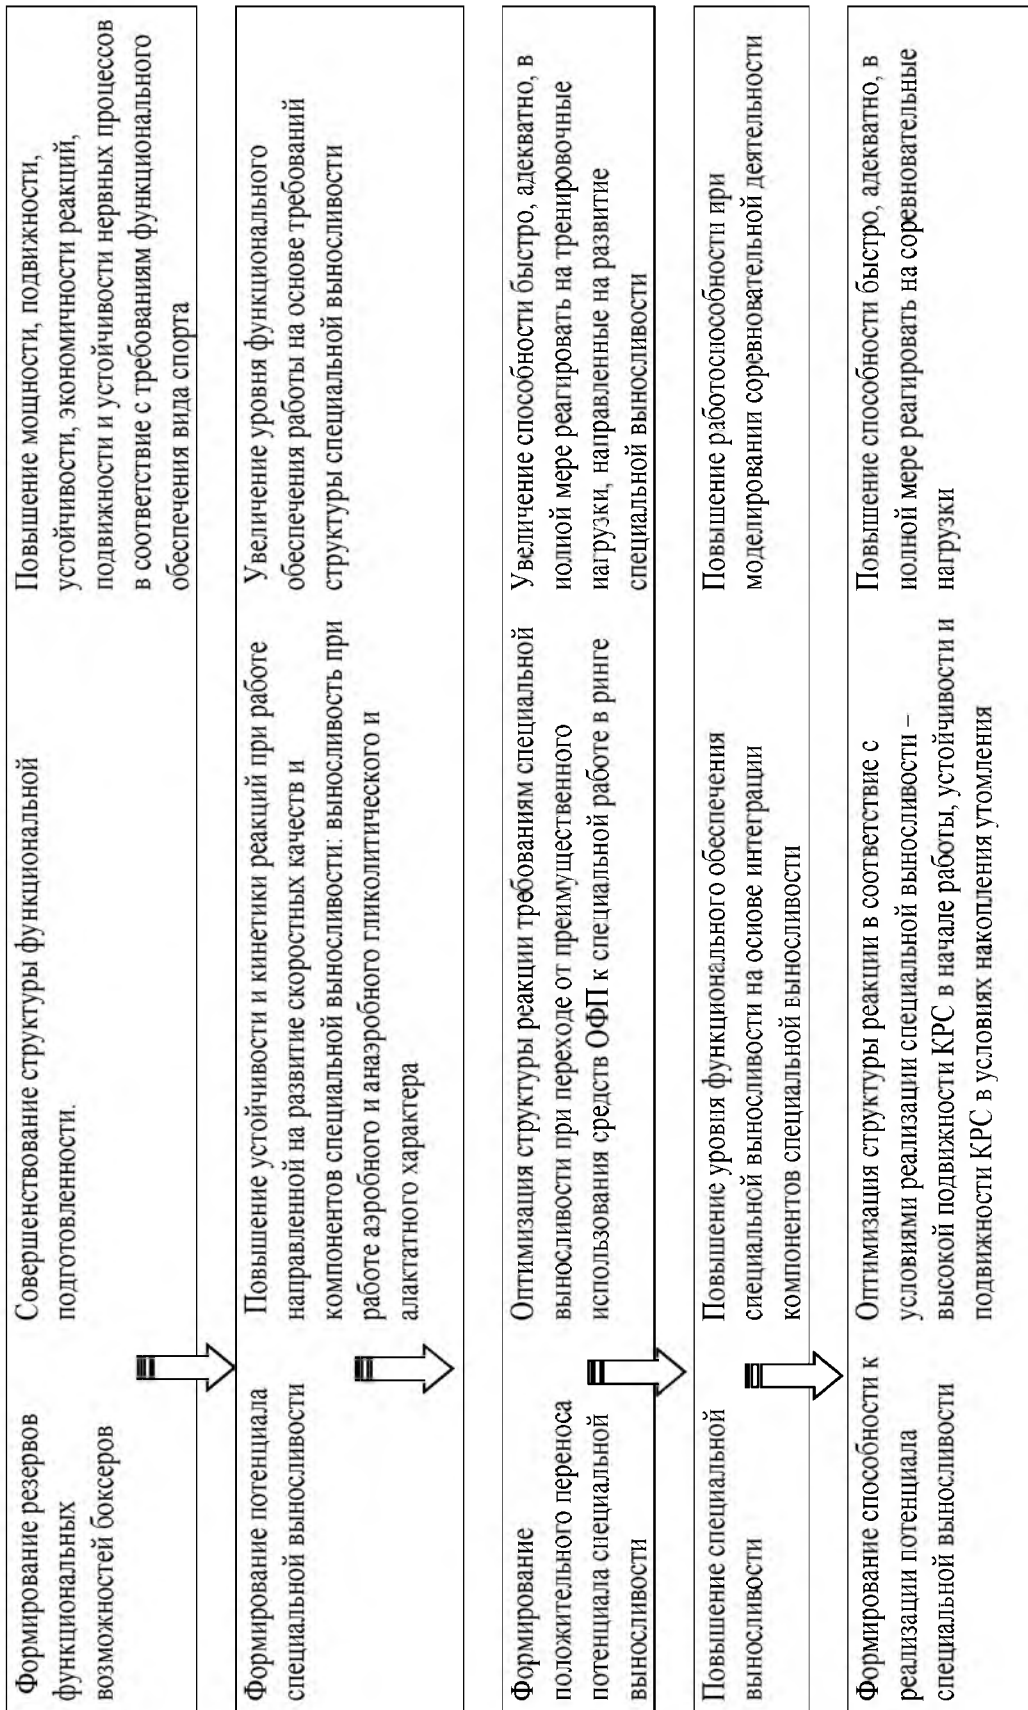 Формирование резервов
функциональных
возможностей боксеров
Совершенствование структуры функциональной
подготовленности.
Повышение мощности, подвижности,
устойчивости, экономичности реакций,
подвжности и устойчивости нервных процессов
в соответствие с требованиям функционального
обеспечения вида спорта
Формирование потенциала
специальной выносливости
Повышение устойчивости и кинетики реакций при работе
направленной на развитие скоростных качеств и
компонентов специальной выносливости: выносливость при
работе аэробного и анаэробного гликолитического и
алактатного характера
Увеличение уровня функционального
обеспечения работы на основе требований
структуры специальной выносливости
Формирование
положительного переноса
потенциала специальной
выносливости
Оптимизация структуры реакции требованиям специальной
выносливости при переходе от преимущественного
использования средств ОФП к специальной работе в ринге
Увеличение способности быстро, адекватно, в
иолиой мере реагировать на тренировочные
иагрузки, направленные на развитие
специальной выносливости
Повышение специальной
выносливости
Повышение уровня функционального обеспечения
сиециальной выносливости на основе интеграции
компонентов специальной выносливости
Повышение работоспособности ири
моделировании соревновательной деятельности
Формирование способности к
реализации потенциала
специальной выносливости
Оптимизация структуры реакции в соответствие с
условиями реализации специальной выносливости –
высокой подвижности КРС в начале работы, устойчивости и
подвижности КРС в условиях накопления утомления
Повышение способности быстро, адекватно, в
иолной мере реагировать на соревновательные
нагрузки